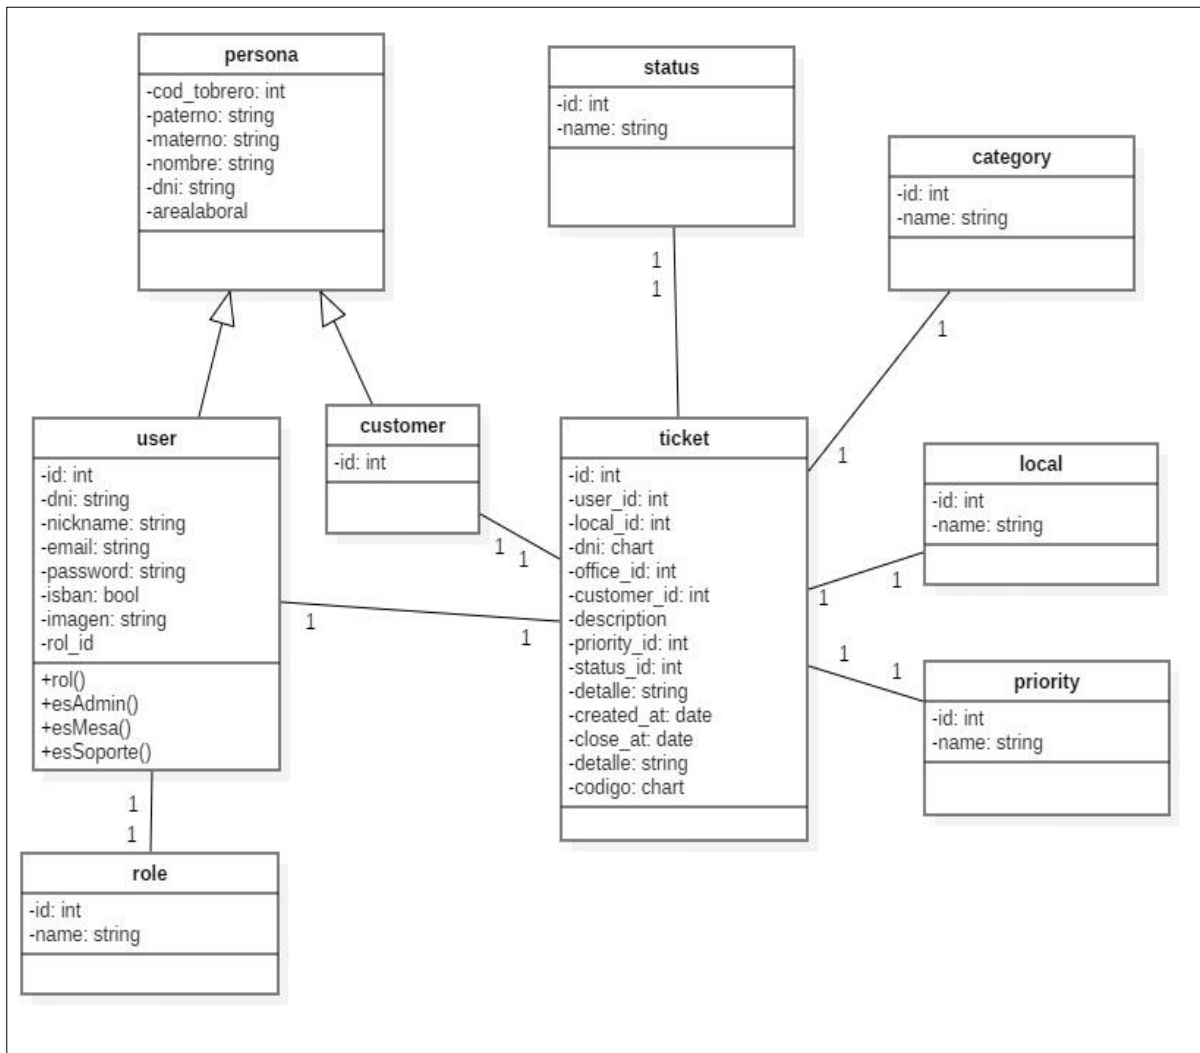 persona
-cod_tobrero: int
-paterno: string
-materno: string
-nombre: string
-dni: string
-arealaboral
status
-id: int
-name: string
category
-id: int
-name: string
1
1
1
1
user
-id: int
-dni: string
-nickname: string
-email: string
-password: string
-isban: bool
-imagen: string
-rol_id
+rol()
+esAdmin()
+esMesa()
+esSoporte()
customer
-id: int
1
1
1
1
ticket
-id: int
-user_id: int
-local_id: int
-dni: chart
-office_id: int
-customer_id: int
-description
-priority_id: int
-status_id: int
-detalle: string
-created_at: date
-close_at: date
-detalle: string
-codigo: chart
local
-id: int
-name: string
1
1
1
1
priority
-id: int
-name: string
1
1
role
-id: int
-name: string